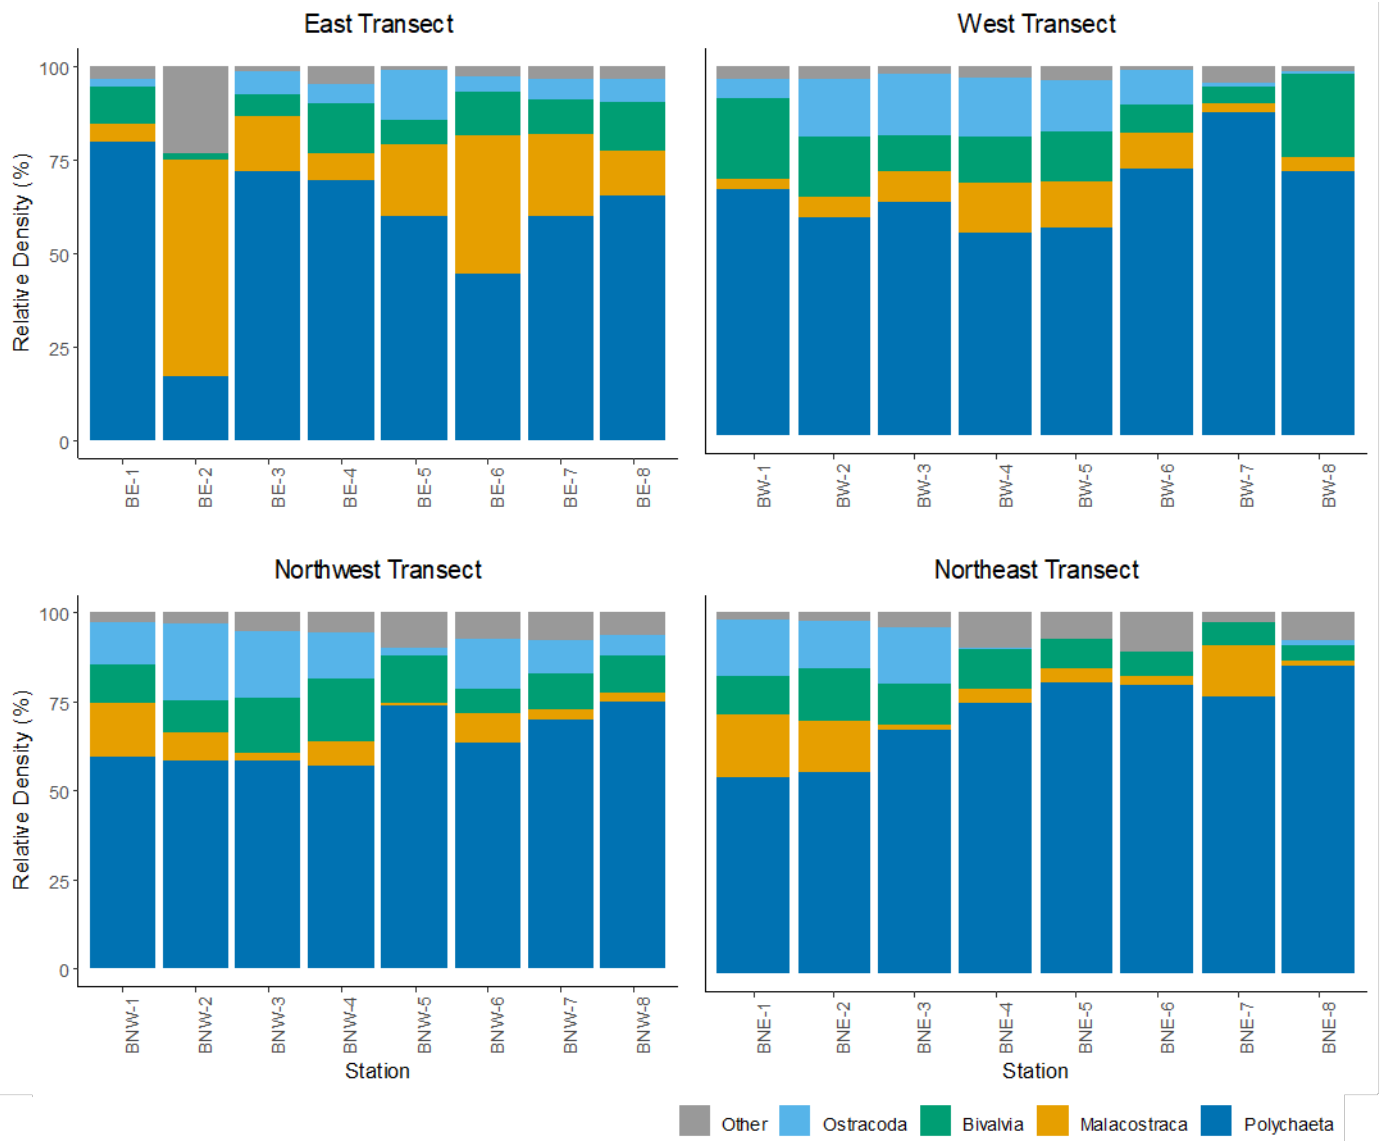 East Transect
West Transect
Relative Density (%)
100
75
50
25
0
BE-1 BE-2 BE-3 BE-4 BE-5 BE-6 BE-7 BE-8
BW-1 BW-2 BW-3 BW-4 BW-5 BW-6 BW-7 BW-8
Northwest Transect
Northeast Transect
Relative Density (%)
100
75
50
25
0
BNW-1 BNW-2 BNW-3 BNW-4 BNW-5 BNW-6 BNW-7 BNW-8
BNE-1 BNE-2 BNE-3 BNE-4 BNE-5 BNE-6 BNE-7 BNE-8
Station
Station
Other Ostracoda Bivalvia Malacostraca Polychaeta